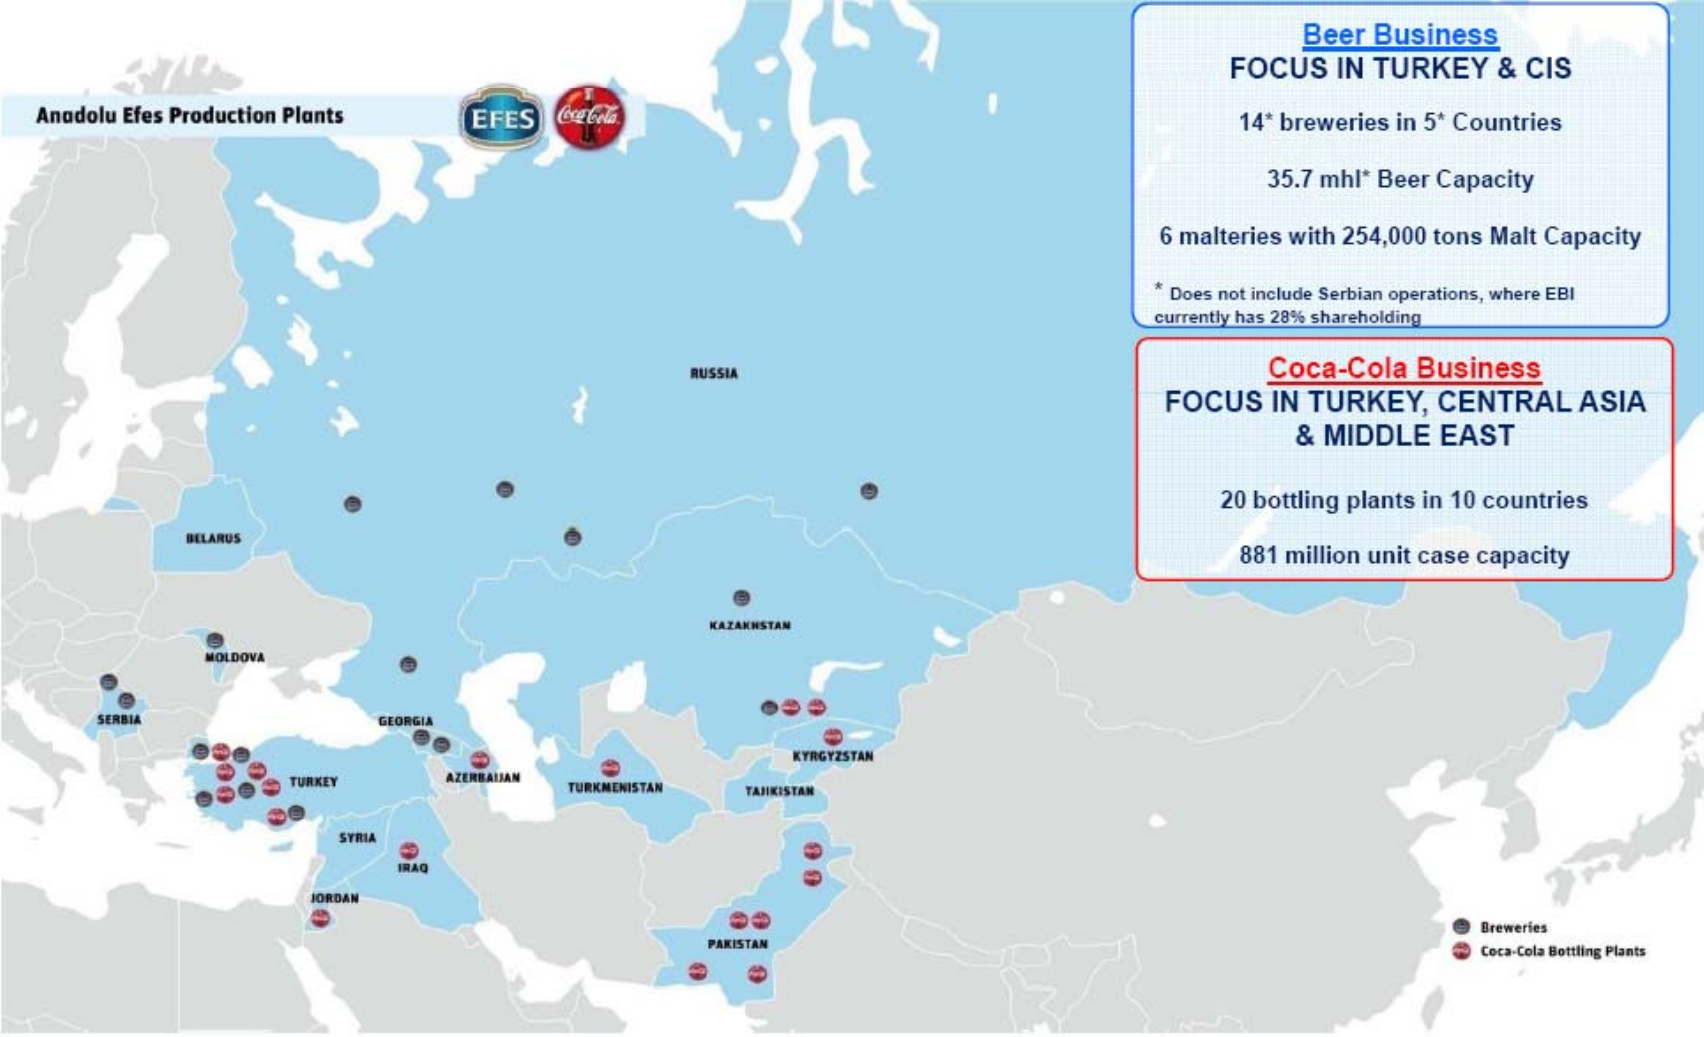 Anadolu Efes Production Plants
EFES
Coca-Cola
Beer Business
FOCUS IN TURKEY & CIS
14* breweries in 5* Countries
35.7 mhl* Beer Capacity
6 malteries with 254,000 tons Malt Capacity
* Does not include Serbian operations, where EBI
currently has 28% shareholding
Coca-Cola Business
FOCUS IN TURKEY, CENTRAL ASIA
& MIDDLE EAST
20 bottling plants in 10 countries
881 million unit case capacity
RUSSIA
BELARUS
KAZAKHSTAN
MOLDOVA
SERBIA
GEORGIA
KYRGYZSTAN
AZERBAIJAN
TURKEY
TURKMENISTAN
TAJIKISTAN
SYRIA
IRAQ
JORDAN
PAKISTAN
Breweries
Coca-Cola Bottling Plants